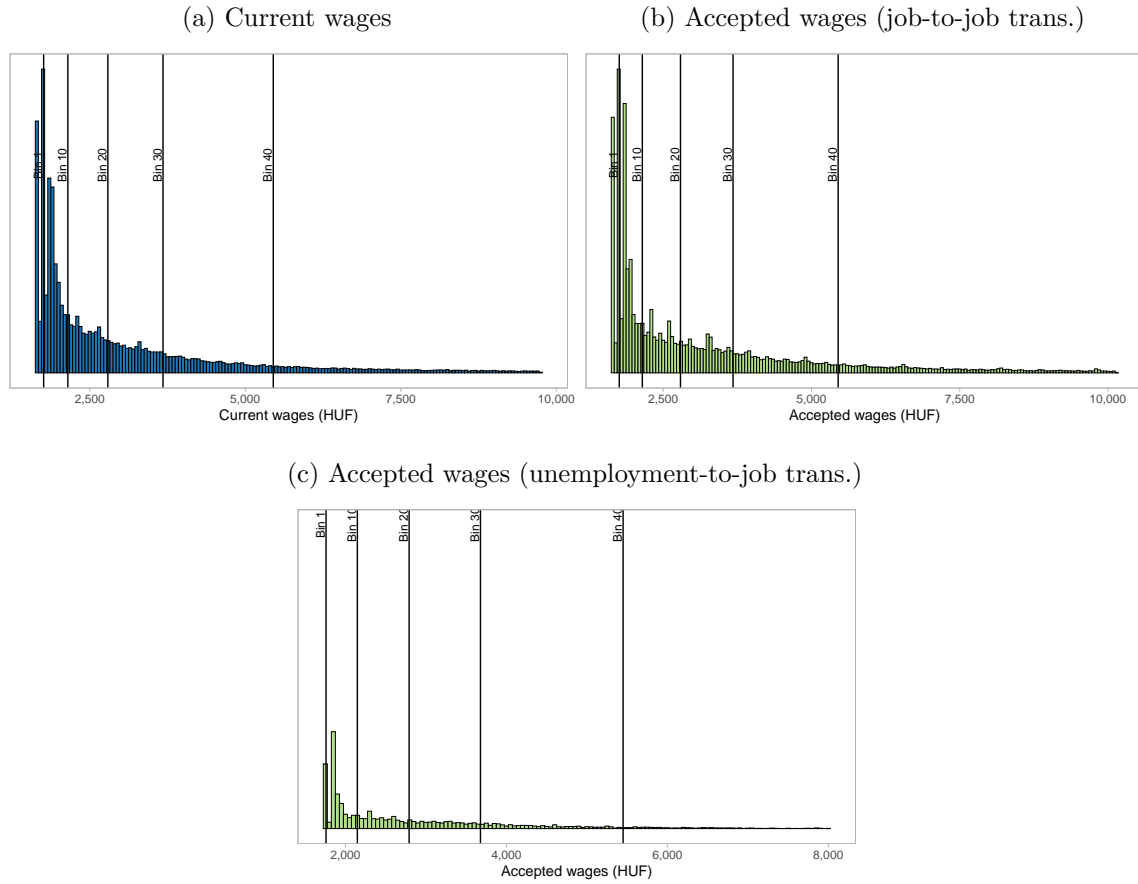 (a) Current wages
(b) Accepted wages (job-to-job trans.)
Bin 1
Bin 10
Bin 20
Bin 30
Bin 40
2,500
5,000
7,500
10,000
Current wages (HUF)
Bin 1
Bin 10
Bin 20
Bin 30
Bin 40
2,500
5,000
7,500
10,000
Accepted wages (HUF)
(c) Accepted wages (unemployment-to-job trans.)
Bin 1
Bin 10
Bin 20
Bin 30
Bin 40
2,000
4,000
6,000
8,000
Accepted wages (HUF)